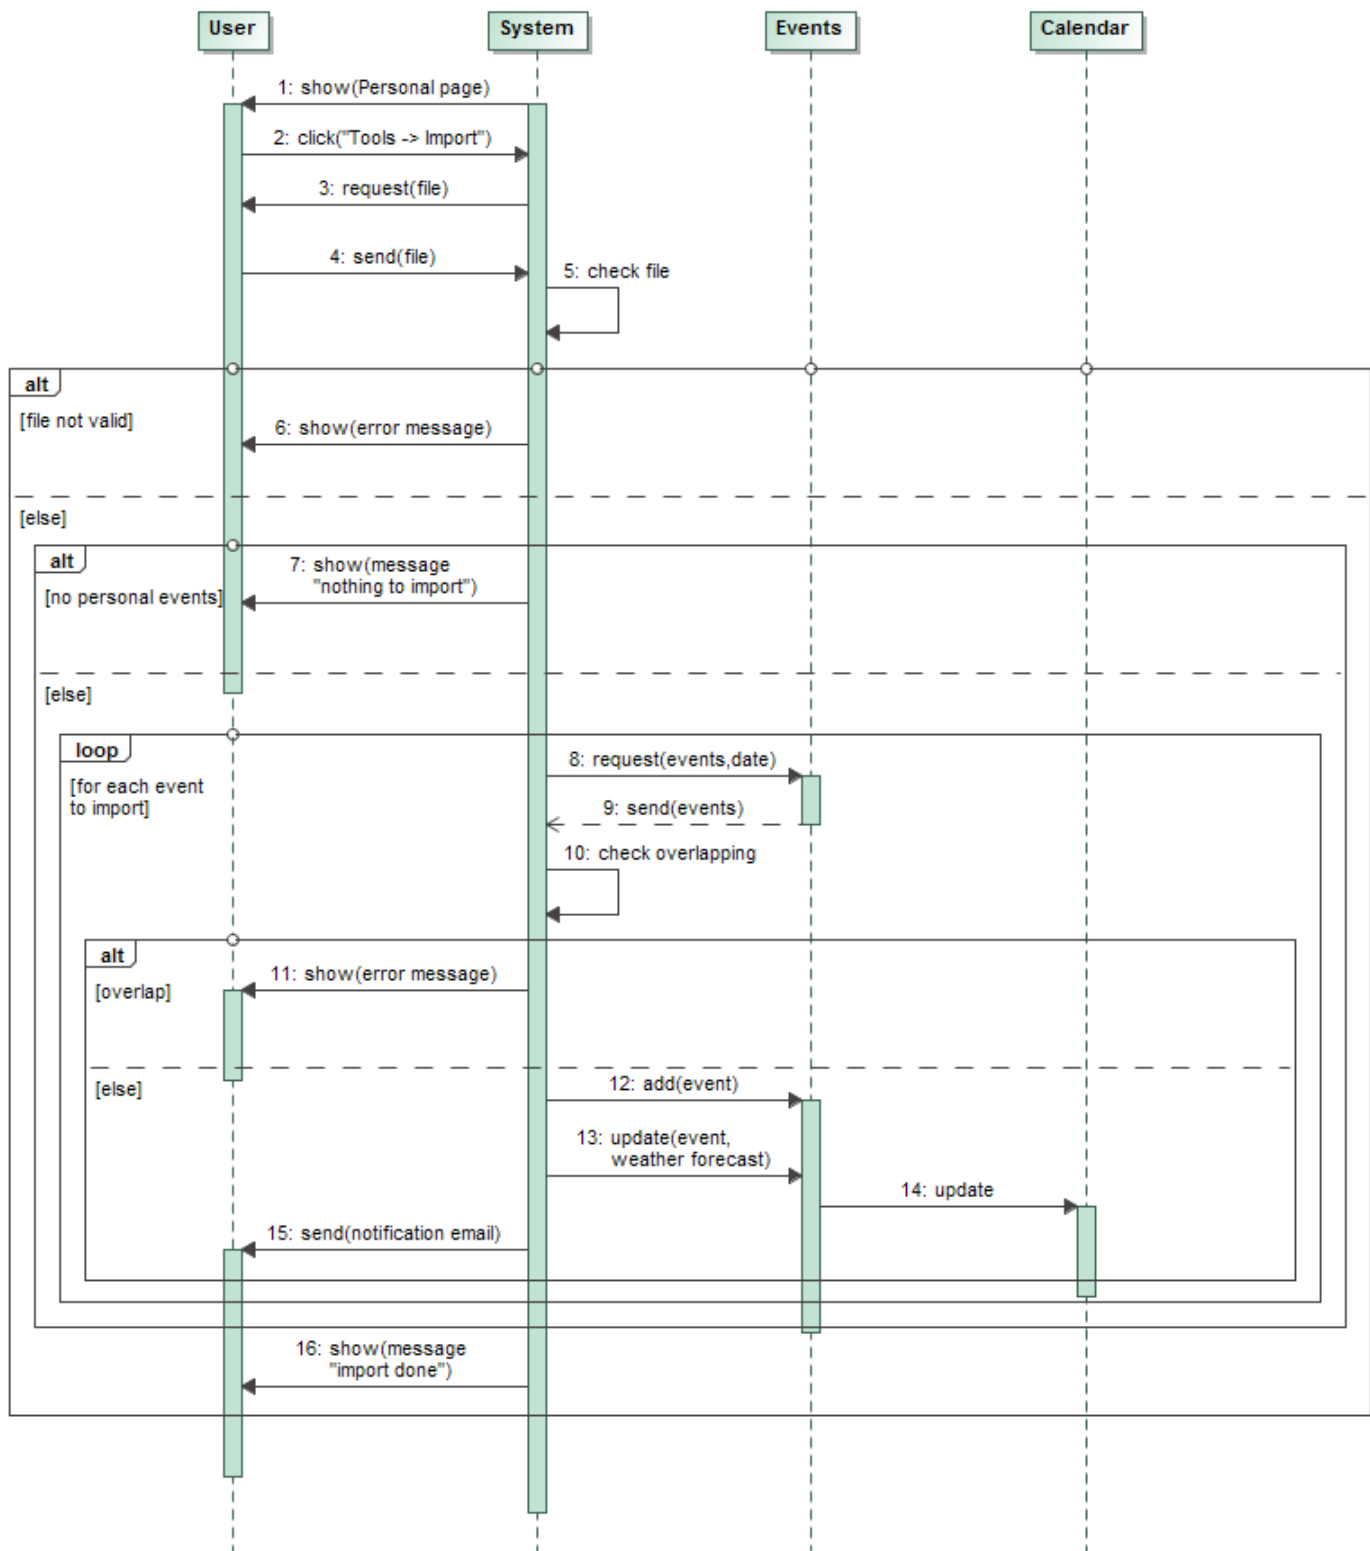 User
System
Events
Calendar
1: show(Personal page)
2: click("Tools -> Import")
3: request(file)
4: send(file)
5: check file
alt
[file not valid]
6: show(error message)
[else]
alt
7: show(message
"nothing to import")
[no personal events]
[else]
loop
8: request(events,date)
[for each event
to import]
9: send(events)
10: check overlapping
alt
11: show(error message)
[overlap]
12: add(event)
[else]
13: update(event,
weather forecast)
14: update
15: send(notification email)
16: show(message
"import done")